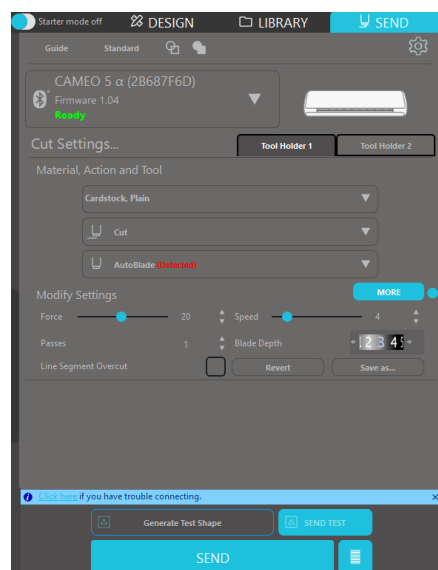 Starter mode off DESIGN LIBRARY SEND
Guide Standard
CAMEO 5 α (2B687F6D)
Firmware 1.04
Ready
Cut Settings... Tool Holder 1 Tool Holder 2
Material, Action and Tool
Cardstock, Plain
Cut
AutoBlade (Detected)
Modify Settings MORE
Force 20 Speed 4
Passes 1 Blade Depth 2 3 4
Line Segment Overcut Revert Save as...
Click here if you have trouble connecting.
Generate Test Shape SEND TEST
SEND